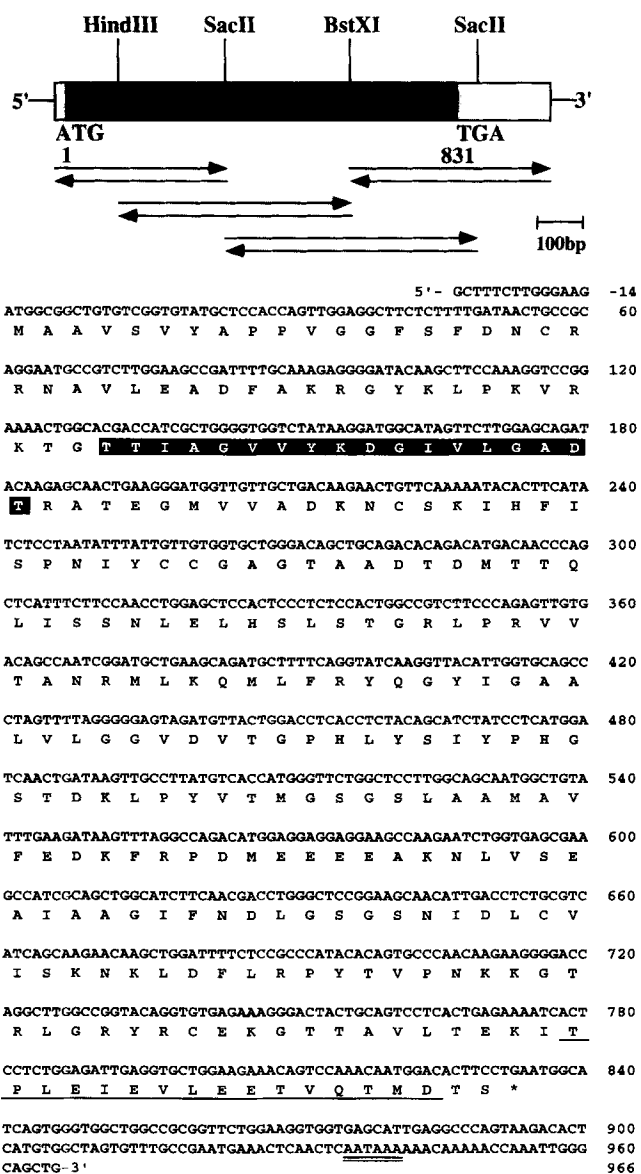 HindIII SacII BstXI SacII
5' 3'
ATG TGA
1 831
100bp
5'- GCTTTCTTGGGAAG -14
ATGGCGGCTGTGTCGGTGTATGCTCCACCAGTTGGAGGCTTCTCTTTTGATAACTGCCGC 60
M A A V S V Y A P P V G G F S F D N C R
AGGAATGCCGTCTTGGAAGCCGATTTTGCAAAGAGGGGATACAAGCTTCCAAAGGTCCGG 120
R N A V L E A D F A K R G Y K L P K V R
AAAACTGGCACGACCATCGCTGGGGTGGTCTATAAGGATGGCATAGTTCTTGGAGCAGAT 180
K T G T T I A G V V Y K D G I V L G A D
ACAAGAGCAACTGAAGGGATGGTTGTTGCTGACAAGAACTGTTCAAAAATACACTTCATA 240
T R A T E G M V V A D K N C S K I H F I
TCTCCTAATATTTATTGTTGTGGTGCTGGGACAGCTGCAGACACAGACATGACAACCCAG 300
S P N I Y C C G A G T A A D T D M T T Q
CTCATTTCTTCCAACCTGGAGCTCCACTCCCTCTCCACTGGCCGTCTTCCCAGAGTTGTG 360
L I S S N L E L H S L S T G R L P R V V
ACAGCCAATCGGATGCTGAAGCAGATGCTTTTCAGGTATCAAGGTTACATTGGTGCAGCC 420
T A N R M L K Q M L F R Y Q G Y I G A A
CTAGTTTTAGGGGGAGTAGATGTTACTGGACCTCACCTCTACAGCATCTATCCTCATGGA 480
L V L G G V D V T G P H L Y S I Y P H G
TCAACTGATAAGTTGCCTTATGTCACCATGGGTTCTGGCTCCTTGGCAGCAATGGCTGTA 540
S T D K L P Y V T M G S G S L A A M A V
TTTGAAGATAAGTTTAGGCCAGACATGGAGGAGGAGGAAGCCAAGAATCTGGTGAGCGAA 600
F E D K F R P D M E E E E A K N L V S E
GCCATCGCAGCTGGCATCTTCAACGACCTGGGCTCCGGAAGCAACATTGACCTCTGCGTC 660
A I A A G I F N D L G S G S N I D L C V
ATCAGCAAGAACAAGCTGGATTTTCTCCGCCCATACACAGTGCCCAACAAGAAGGGGACC 720
I S K N K L D F L R P Y T V P N K K G T
AGGCTTGGCCGGTACAGGTGTGAGAAAGGGACTACTGCAGTCCTCACTGAGAAAATCACT 780
R L G R Y R C E K G T T A V L T E K I T
CCTCTGGAGATTGAGGTGCTGGAAGAAACAGTCCAAACAATGGACACTTCCTGAATGGCA 840
P L E I E V L E E T V Q T M D T S *
TCAGTGGGTGGCTGGCCGCGGTTCTGGAAGGTGGTGAGCATTGAGGCCCAGTAAGACACT 900
CATGTGGCTAGTGTTTGCCGAATGAAACTCAACTCAATAAAAACAAAAACCAAATTGGG 960
CAGCTG-3' 966